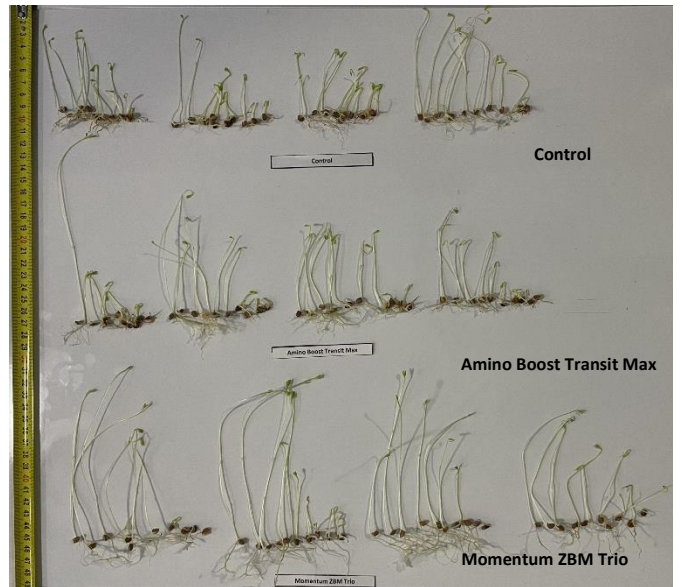 Control
Control
Amino Boost Transit Max
Amino Boost Transit Max
Momentum ZBM Trio
Momentum ZBM Trio